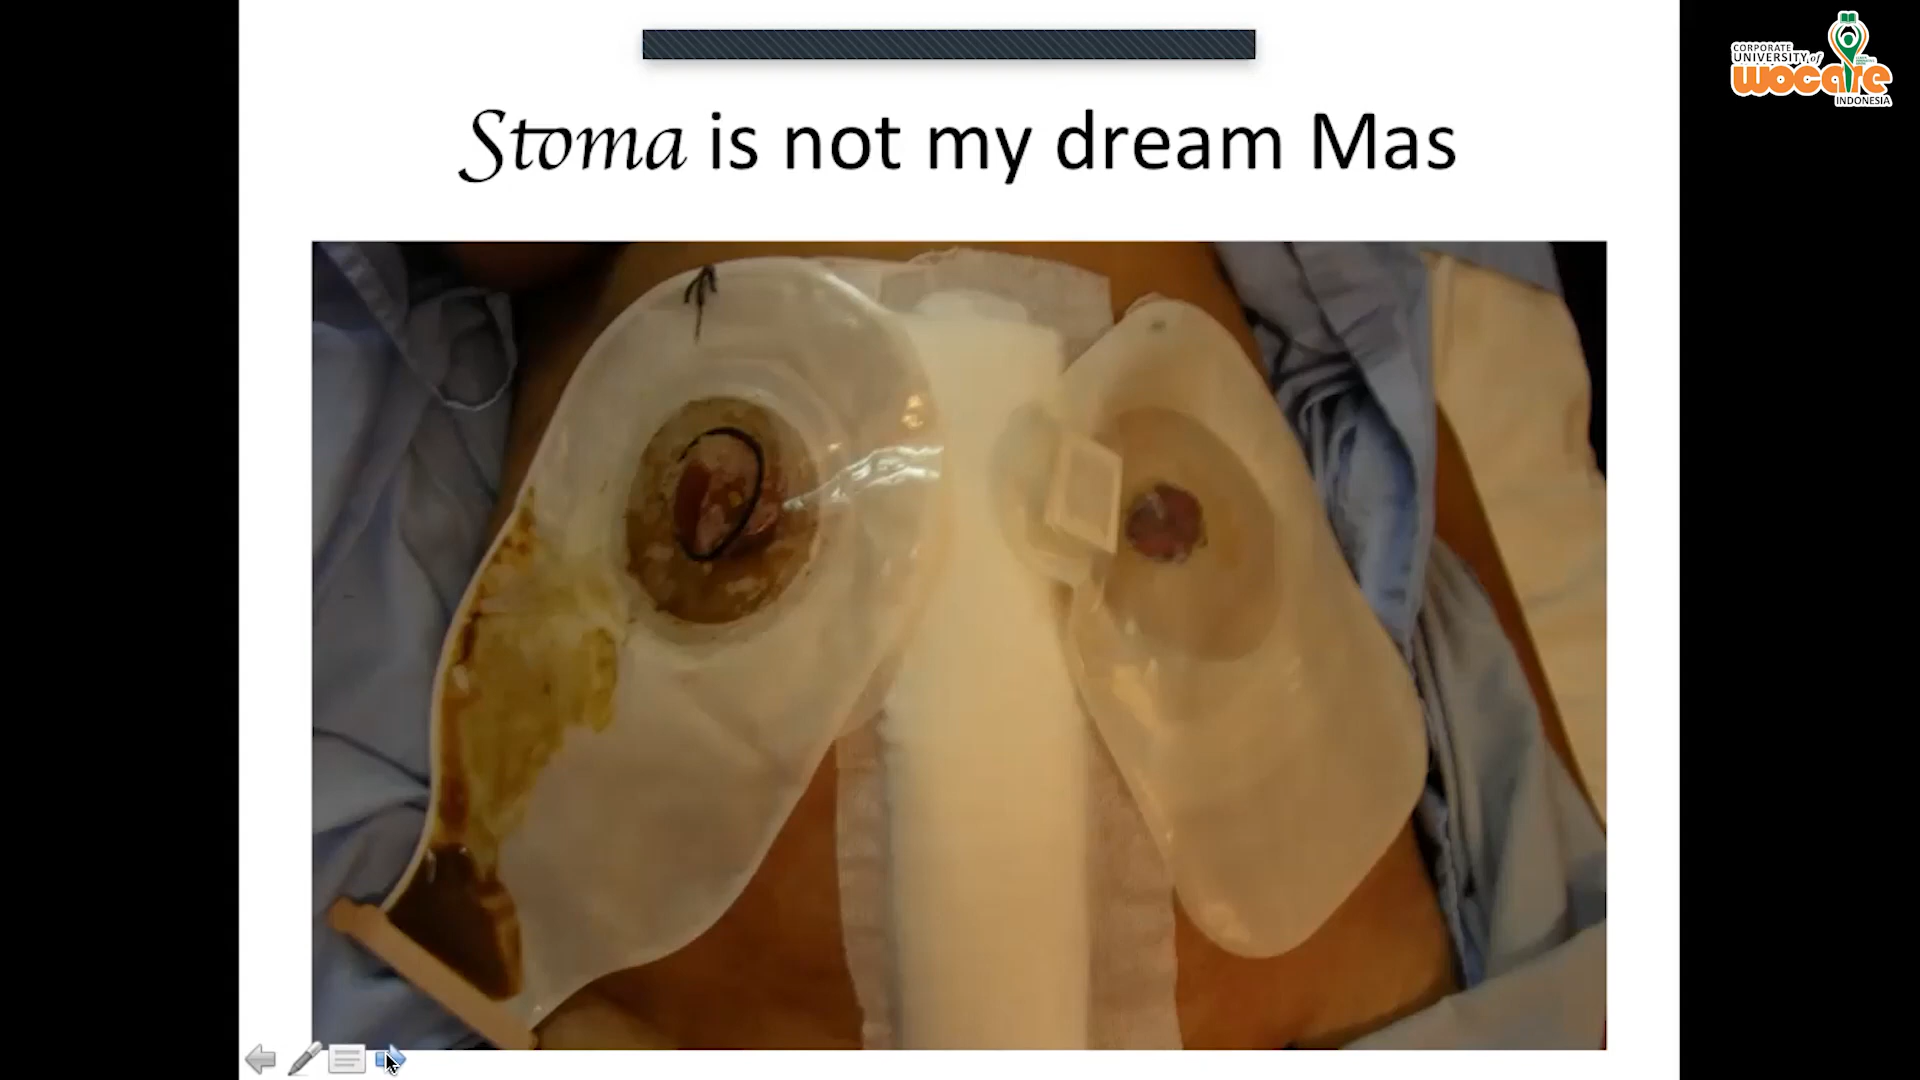 Stoma is not my dream Mas
CORPORATE
UNIVERSITY of
wocare
INDONESIA